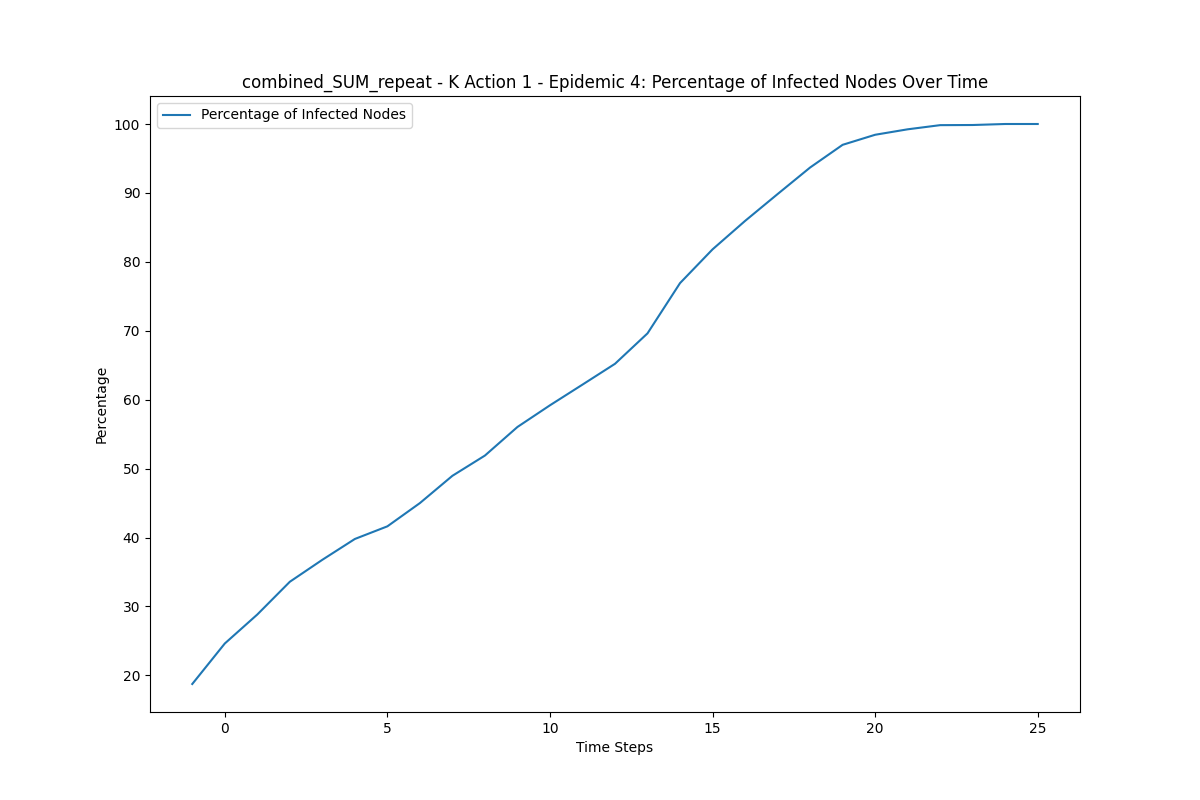 combined_SUM_repeat - K Action 1 - Epidemic 4: Percentage of Infected Nodes Over Time
Percentage of Infected Nodes
Percentage
100
90
80
70
60
50
40
30
20
0 5 10 15 20 25
Time Steps